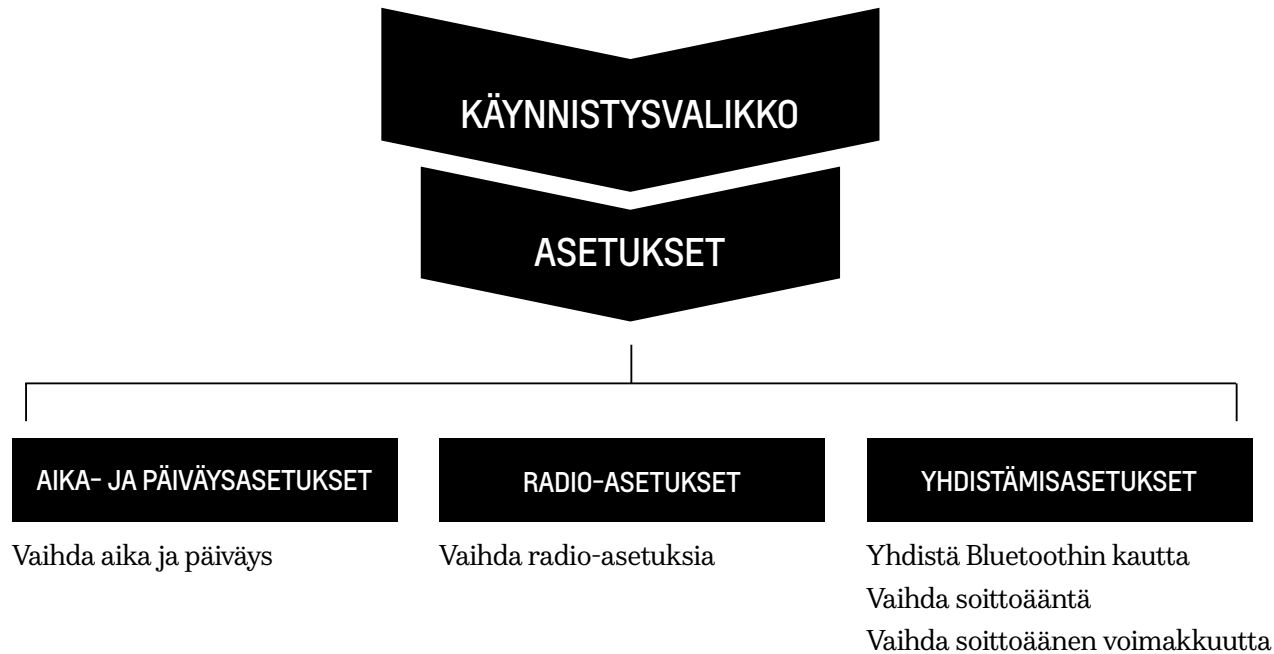 KÄYNNISTYSVALIKKO
ASETUKSET
AIKA- JA PÄIVÄYSASETUKSET
Vaihda aika ja päiväys
RADIO-ASETUKSET
Vaihda radio-asetuksia
YHDISTÄMISASETUKSET
Yhdistä Bluetoothin kautta
Vaihda soittoääntä
Vaihda soittoäänen voimakkuutta